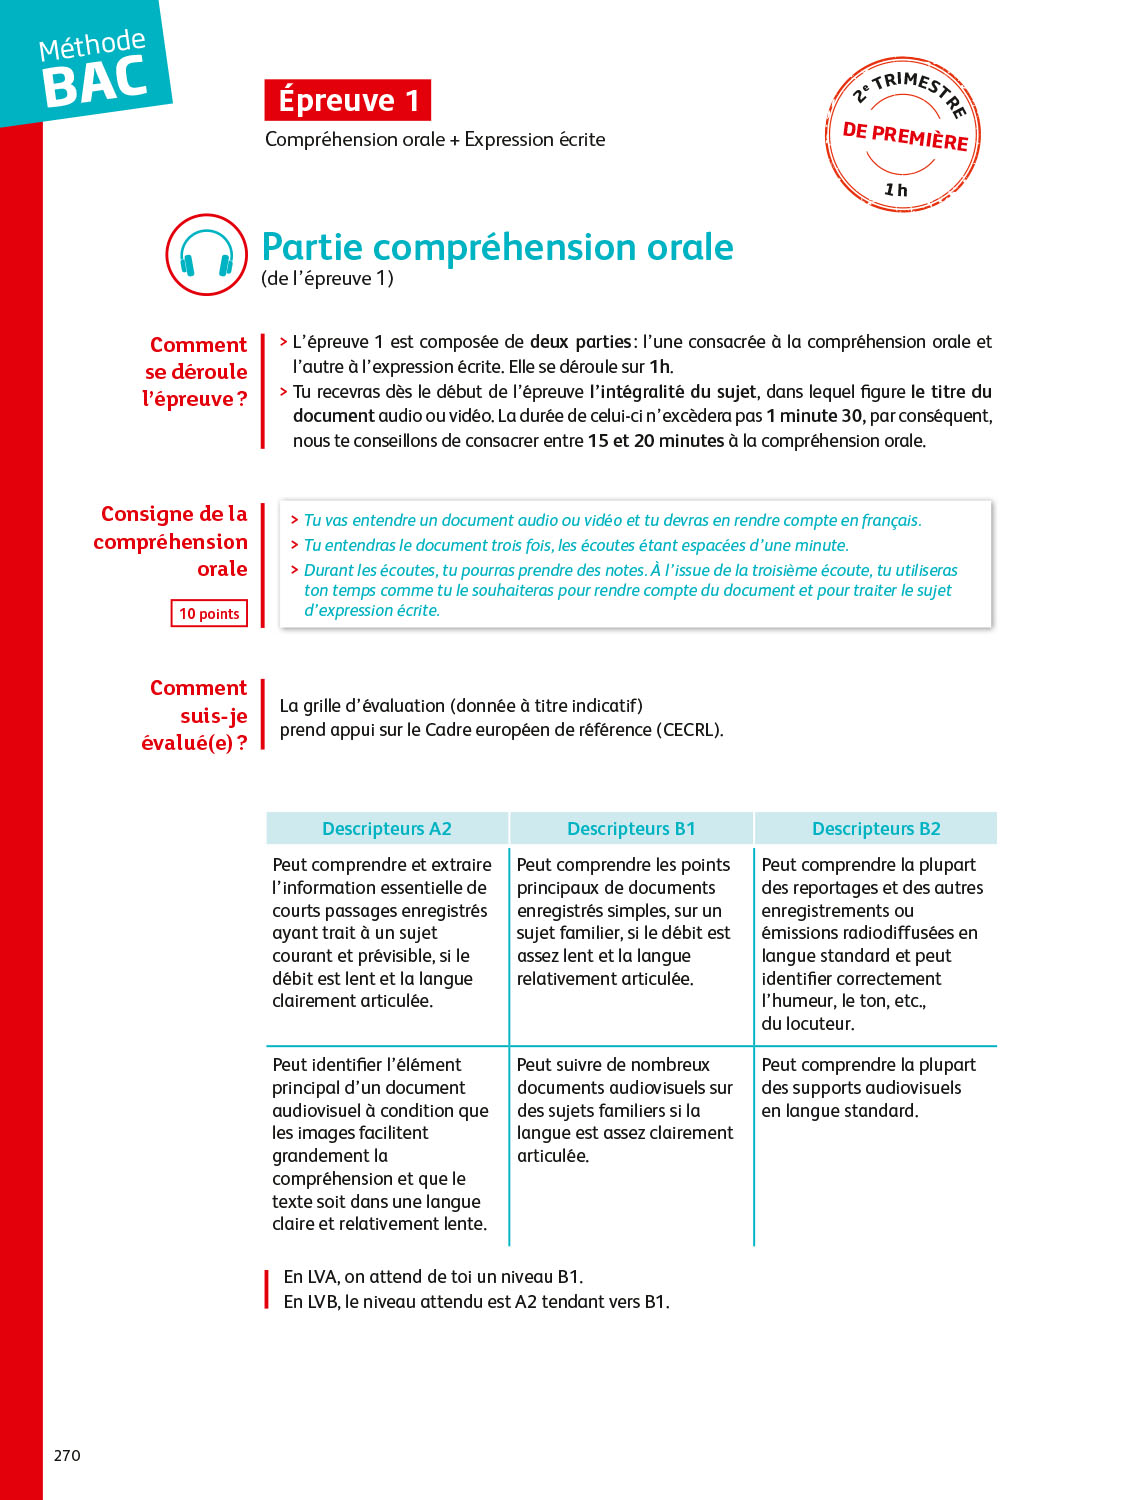 Méthode
BAC
Épreuve 1
Compréhension orale + Expression écrite
2e TRIMESTRE
DE PREMIÈRE
1 h
Partie compréhension orale
(de l'épreuve 1)
Comment
se déroule
l'épreuve ?
> L'épreuve 1 est composée de deux parties : l'une consacrée à la compréhension orale et
l'autre à l'expression écrite. Elle se déroule sur 1h.
> Tu recevras dès le début de l'épreuve l'intégralité du sujet, dans lequel figure le titre du
document audio ou vidéo. La durée de celui-ci n'excèdera pas 1 minute 30, par conséquent,
nous te conseillons de consacrer entre 15 et 20 minutes à la compréhension orale.
Consigne de la
compréhension
orale
10 points
> Tu vas entendre un document audio ou vidéo et tu devras en rendre compte en français.
> Tu entendras le document trois fois, les écoutes étant espacées d'une minute.
> Durant les écoutes, tu pourras prendre des notes. À l'issue de la troisième écoute, tu utiliseras
ton temps comme tu le souhaiteras pour rendre compte du document et pour traiter le sujet
d'expression écrite.
Comment
suis-je
évalué(e) ?
La grille d'évaluation (donnée à titre indicatif)
prend appui sur le Cadre européen de référence (CECRL).
Descripteurs A2
Descripteurs B1
Descripteurs B2
Peut comprendre et extraire
l'information essentielle de
courts passages enregistrés
ayant trait à un sujet
courant et prévisible, si le
débit est lent et la langue
clairement articulée.
Peut comprendre les points
principaux de documents
enregistrés simples, sur un
sujet familier, si le débit est
assez lent et la langue
relativement articulée.
Peut comprendre la plupart
des reportages et des autres
enregistrements ou
émissions radiodiffusées en
langue standard et peut
identifier correctement
l'humeur, le ton, etc.,
du locuteur.
Peut identifier l'élément
principal d'un document
audiovisuel à condition que
les images facilitent
grandement la
compréhension et que le
texte soit dans une langue
claire et relativement lente.
Peut suivre de nombreux
documents audiovisuels sur
des sujets familiers si la
langue est assez clairement
articulée.
Peut comprendre la plupart
des supports audiovisuels
en langue standard.
En LVA, on attend de toi un niveau B1.
En LVB, le niveau attendu est A2 tendant vers B1.
270